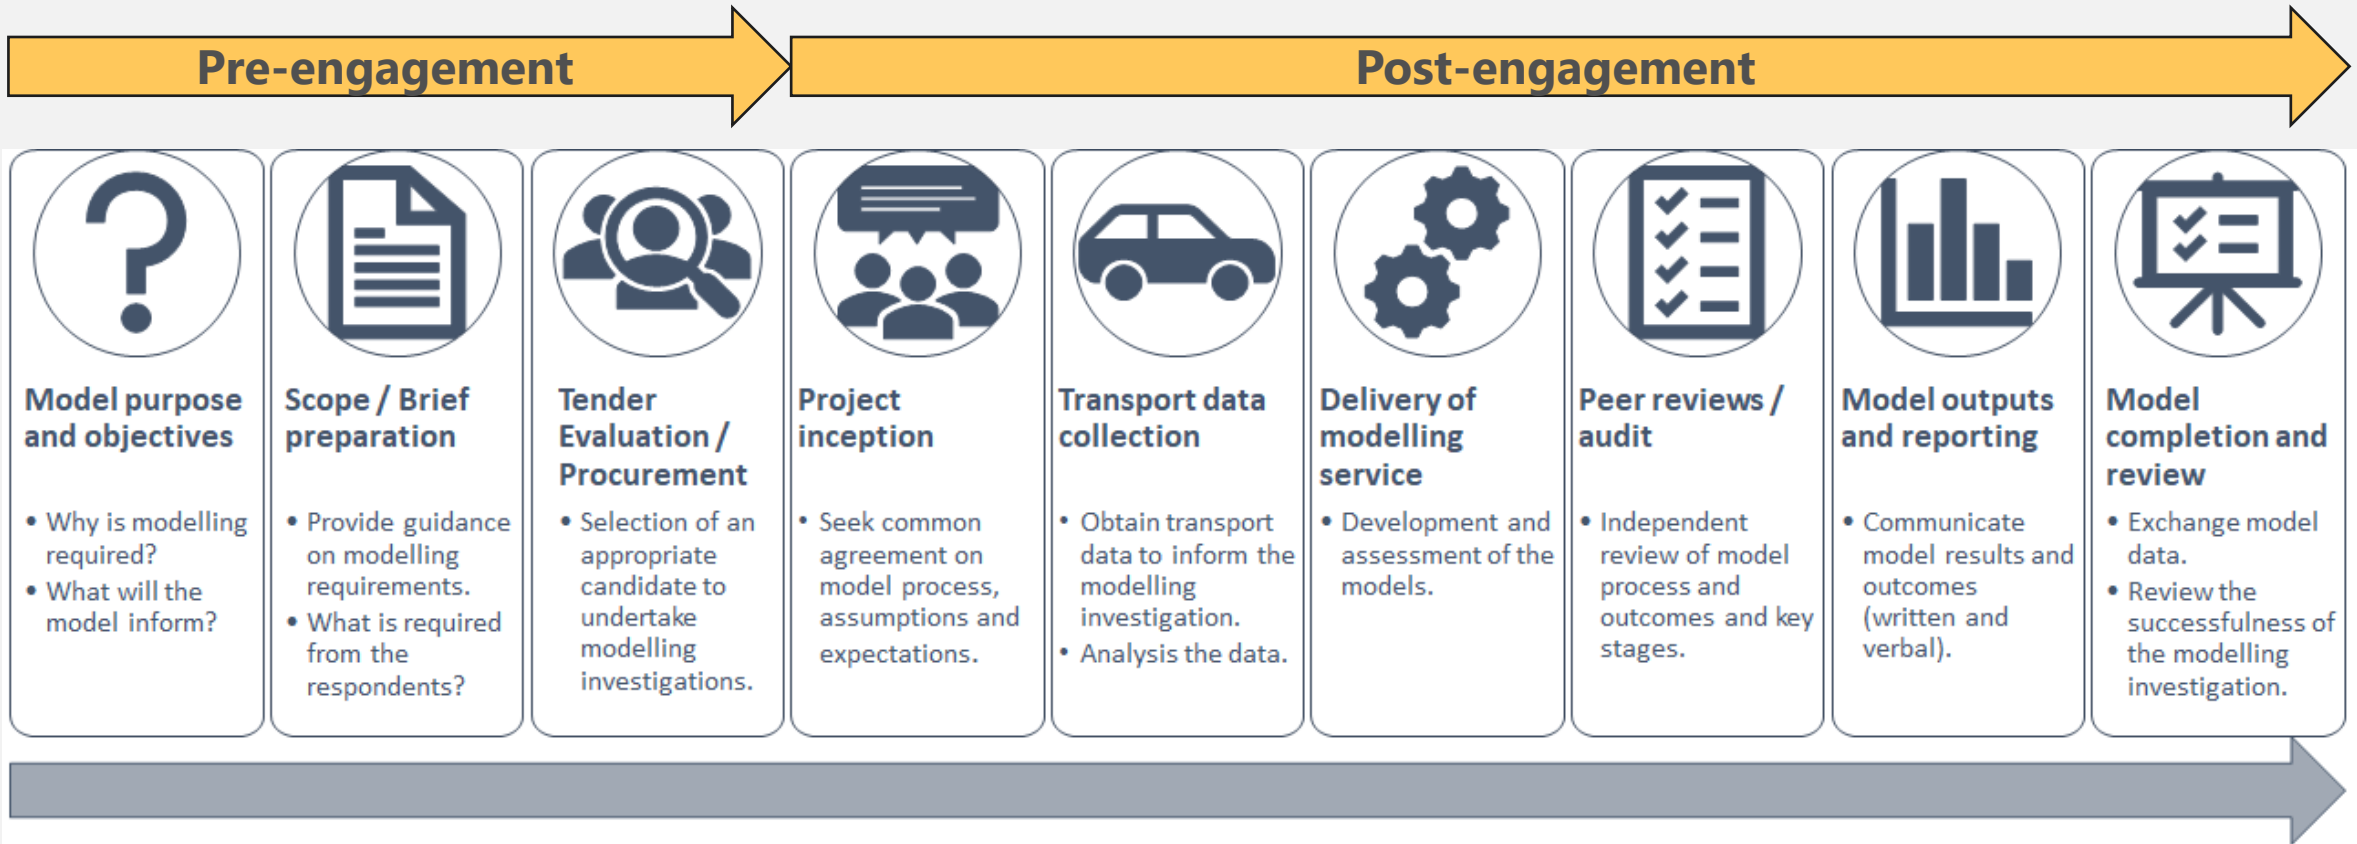 Pre-engagement
Post-engagement
Model purpose
and objectives
• Why is modelling
required?
• What will the
model inform?
Scope / Brief
preparation
• Provide guidance
on modelling
requirements.
• What is required
from the
respondents?
Tender
Evaluation /
Procurement
• Selection of an
appropriate
candidate to
undertake
modelling
investigations.
Project
inception
• Seek common
agreement on
model process,
assumptions and
expectations.
Transport data
collection
• Obtain transport
data to inform the
modelling
investigation.
• Analysis the data.
Delivery of
modelling
service
• Development and
assessment of the
models.
Peer reviews /
audit
• Independent
review of model
process and
outcomes and key
stages.
Model outputs
and reporting
• Communicate
model results and
outcomes
(written and
verbal).
Model
completion and
review
• Exchange model
data.
• Review the
successfulness of
the modelling
investigation.